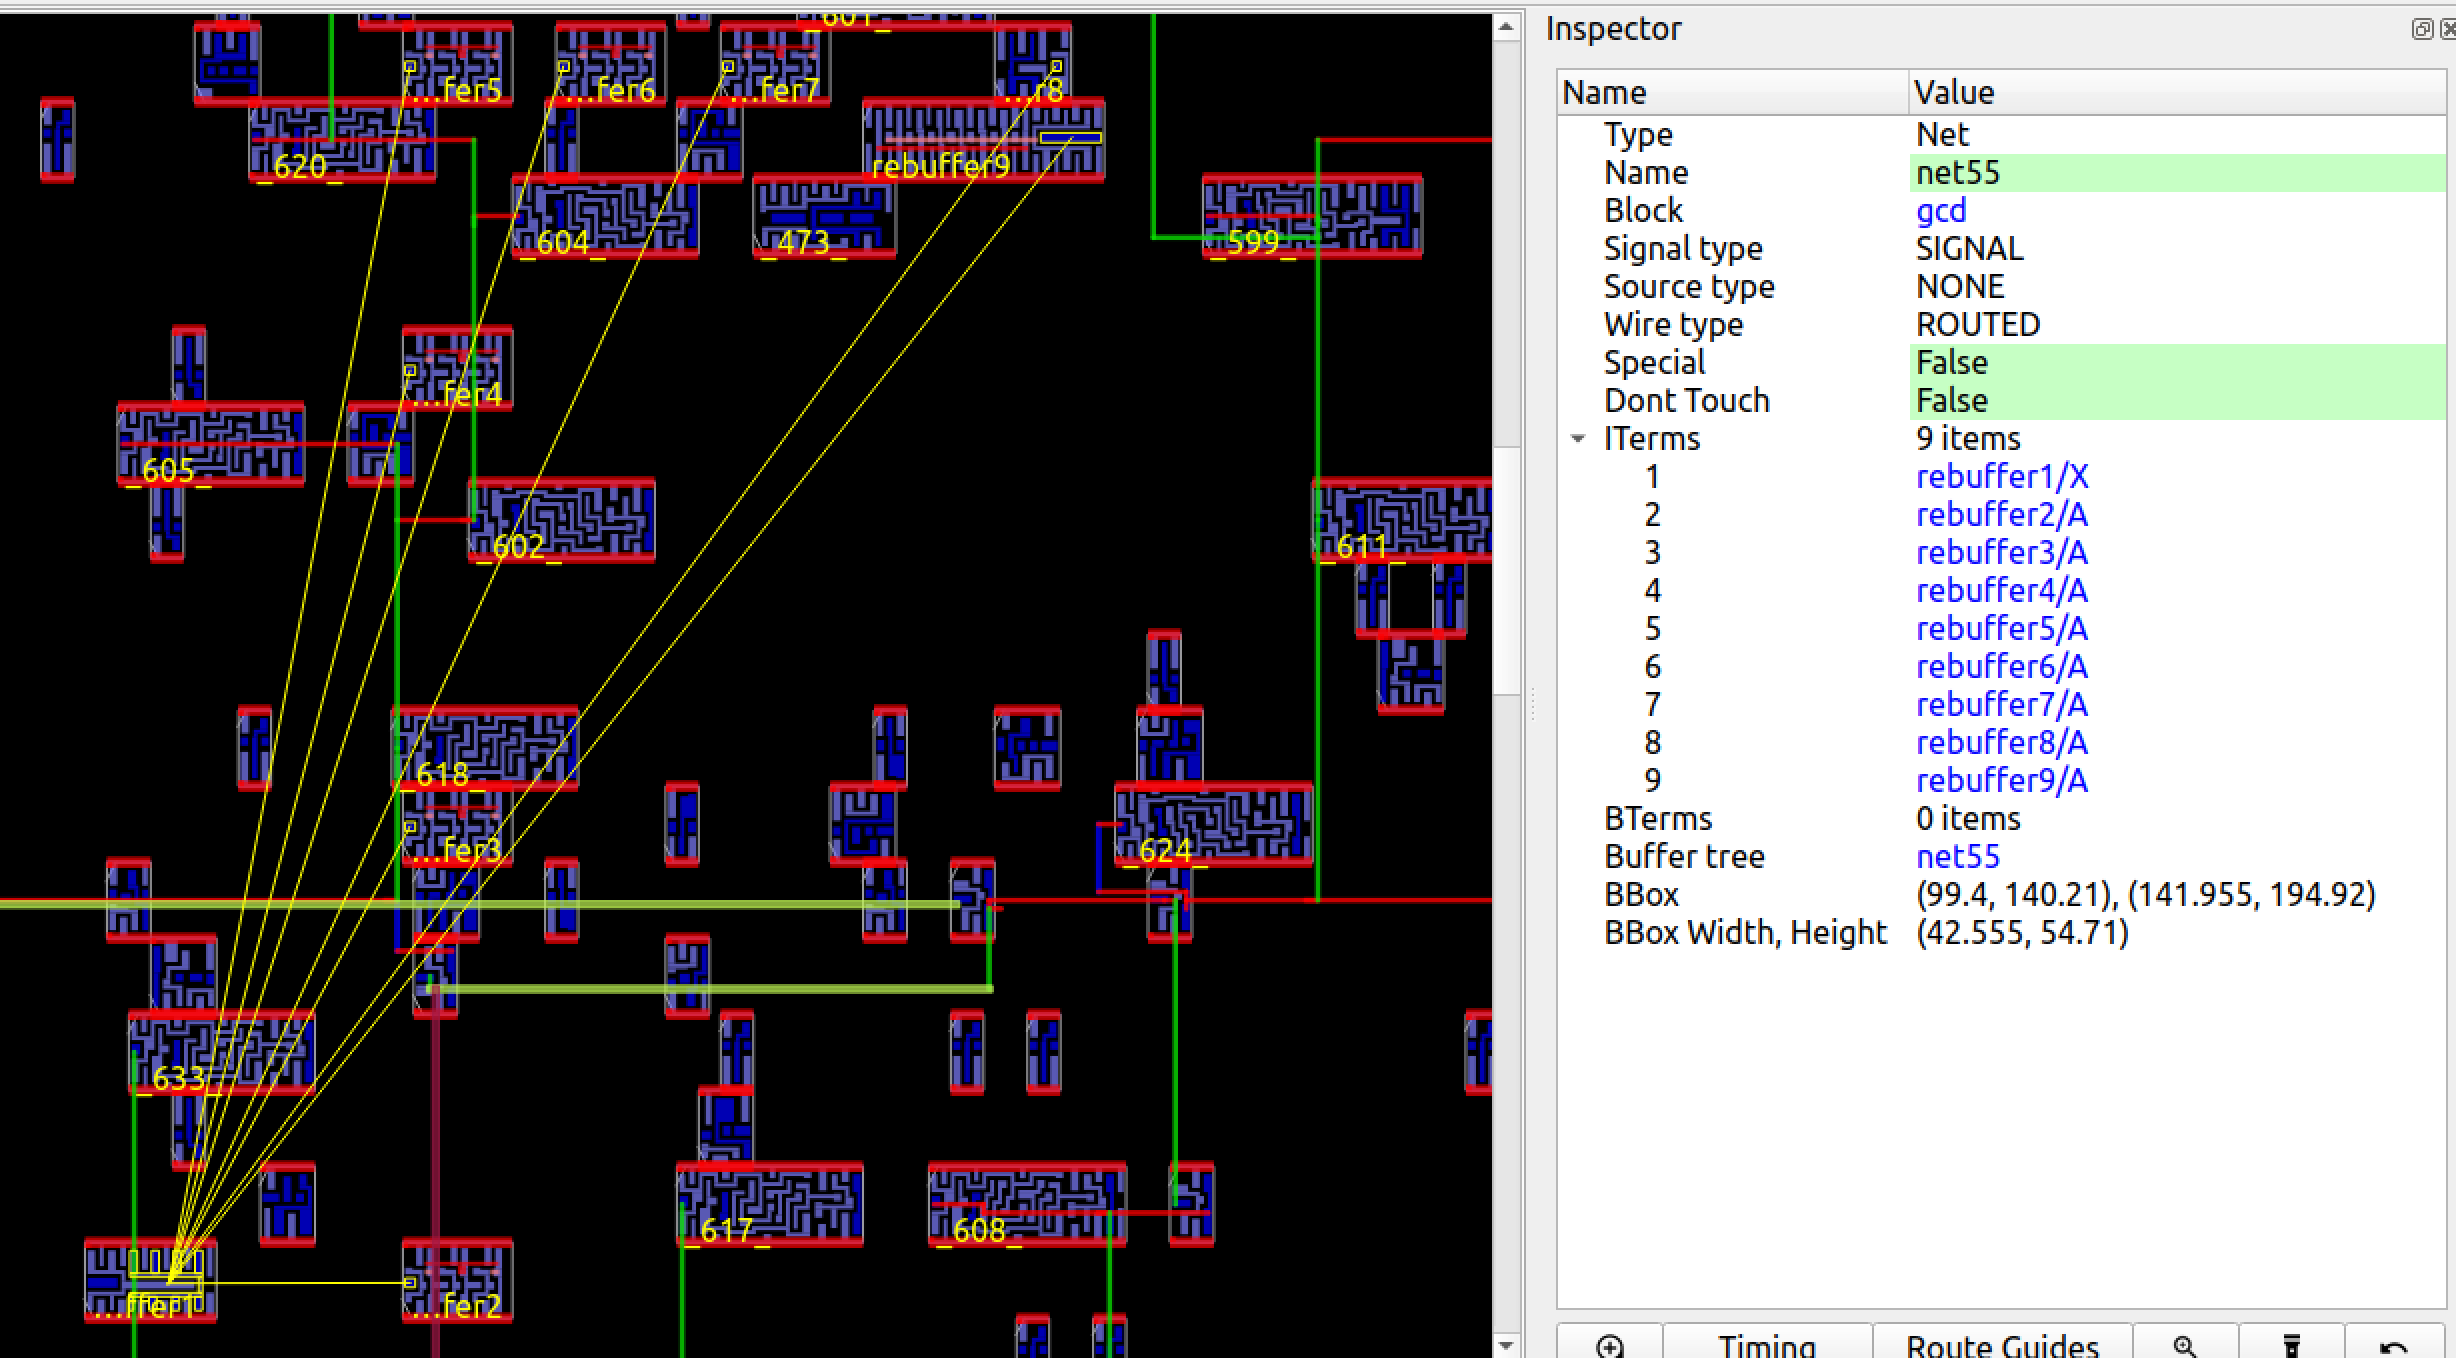 _601_
...fer5
...fer6
...fer7
...r8
_620_
rebuffer9
_604_
_473_
_599_
...fer4
_605_
_602_
_611_
_618_
...fer3
_624_
_633_
_617_
_608_
...ffer1
...fer2
Inspector
Name Value
Type Net
Name net55
Block gcd
Signal type SIGNAL
Source type NONE
Wire type ROUTED
Special False
Dont Touch False
ITerms 9 items
1 rebuffer1/X
2 rebuffer2/A
3 rebuffer3/A
4 rebuffer4/A
5 rebuffer5/A
6 rebuffer6/A
7 rebuffer7/A
8 rebuffer8/A
9 rebuffer9/A
BTerms 0 items
Buffer tree net55
BBox (99.4, 140.21), (141.955, 194.92)
BBox Width, Height (42.555, 54.71)
Timing Route Guides